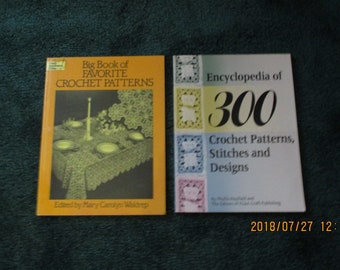 Big Book of
FAVORITE
CROCHET PATTERNS
Edited by Mary Carolyn Waldrep
Encyclopedia of
300
Crochet Patterns,
Stitches and
Designs
2018/07/27 12